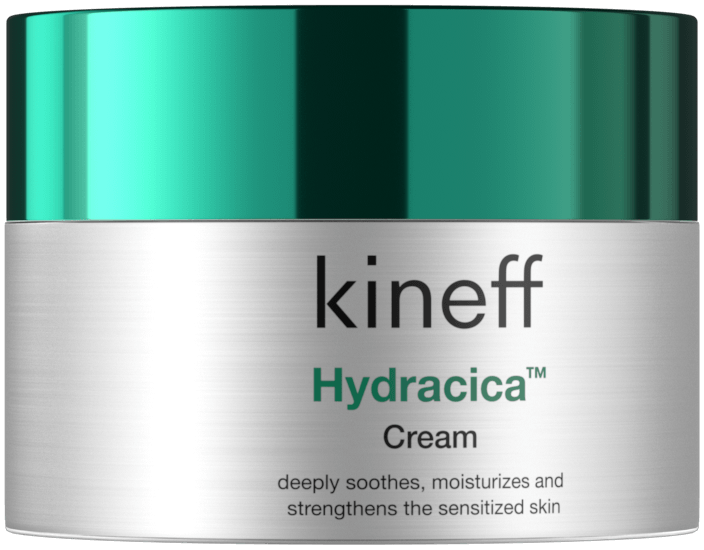 kineff
Hydracica™
Cream
deeply soothes, moisturizes and
strengthens the sensitized skin